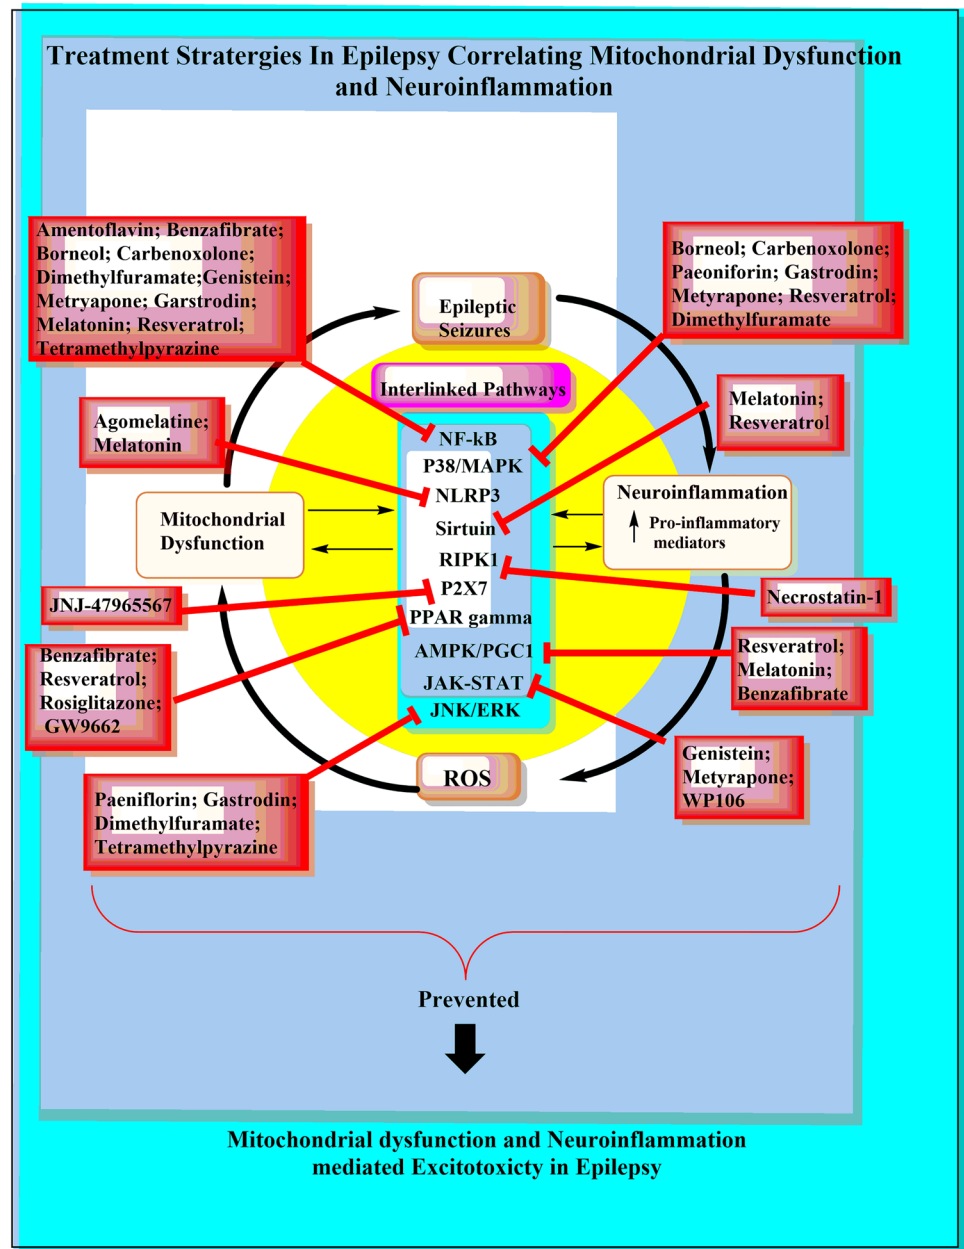 Treatment Stratergies In Epilepsy Correlating Mitochondrial Dysfunction
and Neuroinflammation
Amentoflavin; Benzafibrate;
Borneol; Carbenoxolone;
Dimethylfuramate;Genistein;
Metryapone; Garstrodin;
Melatonin; Resveratrol;
Tetramethylpyrazine
Epileptic
Seizures
Borneol; Carbenoxolone;
Paeoniforin; Gastrodin;
Metyrapone; Resveratrol;
Dimethylfuramate
Interlinked Pathways
Agomelatine;
Melatonin
Melatonin;
Resveratrol
NF-kB
P38/MAPK
NLRP3
Sirtuin
RIPK1
P2X7
PPAR gamma
AMPK/PGC1
JAK-STAT
JNK/ERK
Mitochondrial
Dysfunction
Neuroinflammation
Pro-inflammatory
mediators
JNJ-47965567
Necrostatin-1
Benzafibrate;
Resveratrol;
Rosiglitazone;
GW9662
Resveratrol;
Melatonin;
Benzafibrate
Genistein;
Metyrapone;
WP106
ROS
Paeniflorin; Gastrodin;
Dimethylfuramate;
Tetramethylpyrazine
Prevented
Mitochondrial dysfunction and Neuroinflammation
mediated Excitotoxicty in Epilepsy